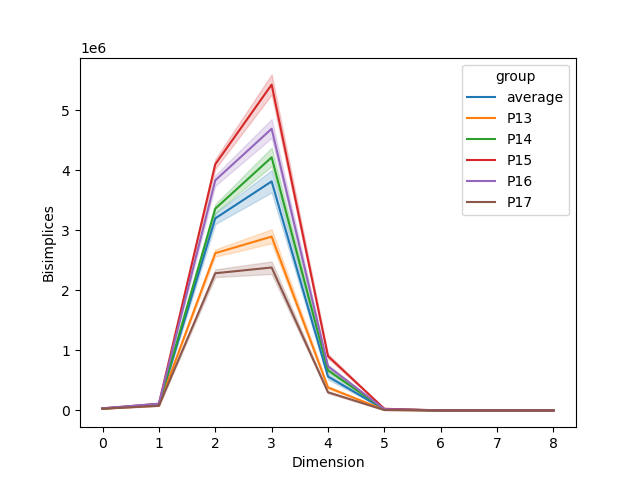 1e6
group
average
P13
P14
P15
P16
P17
5
4
3
2
1
0
Bisimplices
0 1 2 3 4 5 6 7 8
Dimension